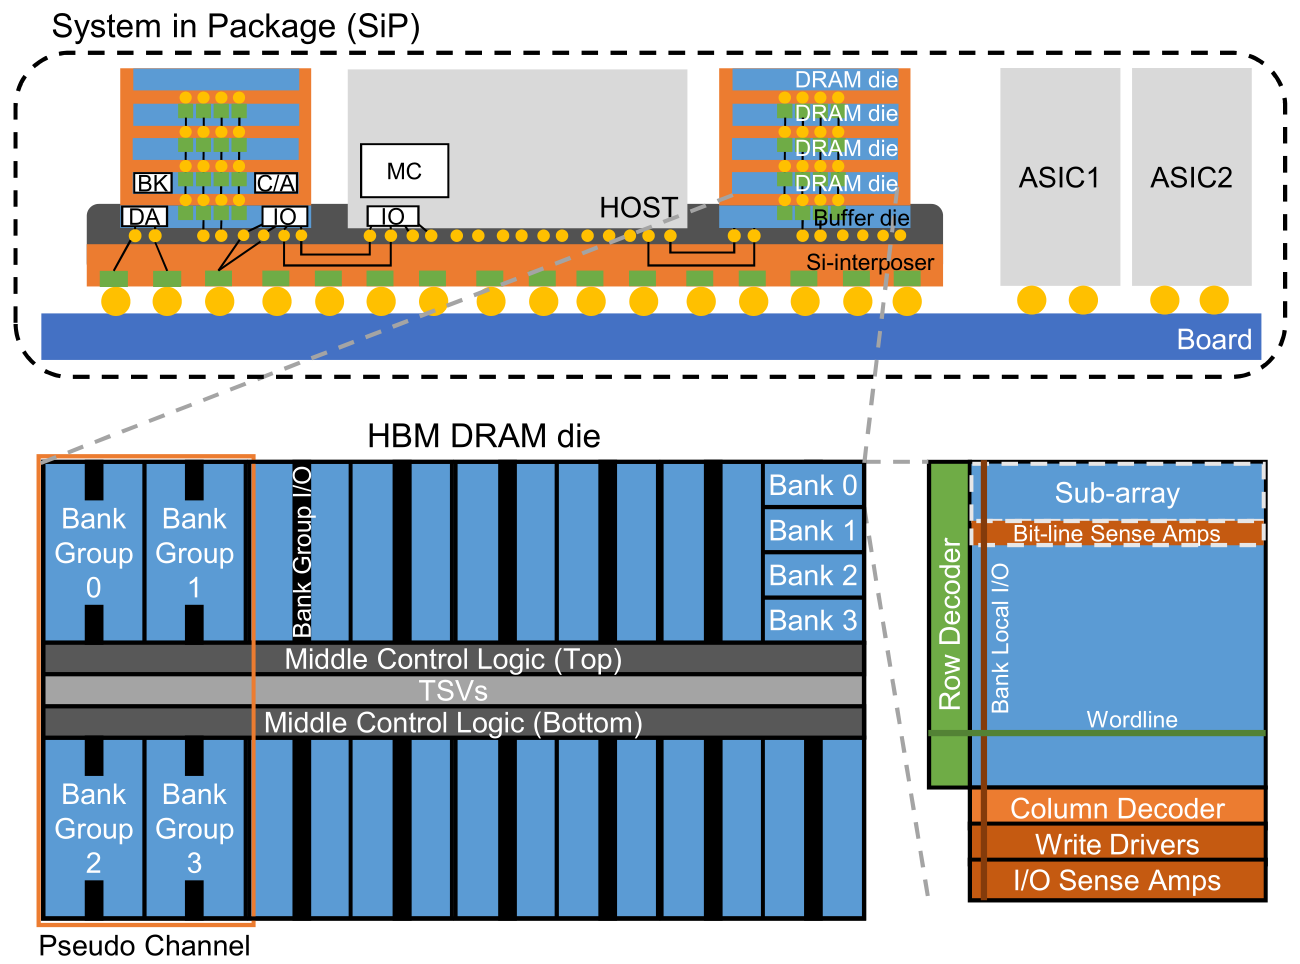 System in Package (SiP)
DRAM die
DRAM die
DRAM die
DRAM die
BK
C/A
DA
IO
MC
IO
HOST
Buffer die
Si-interposer
ASIC1
ASIC2
Board
HBM DRAM die
Bank
Group
0
Bank
Group
1
Bank Group I/O
Bank 0
Bank 1
Bank 2
Bank 3
Middle Control Logic (Top)
TSVs
Middle Control Logic (Bottom)
Bank
Group
2
Bank
Group
3
Pseudo Channel
Row Decoder
Sub-array
Bit-line Sense Amps
Bank Local I/O
Wordline
Column Decoder
Write Drivers
I/O Sense Amps